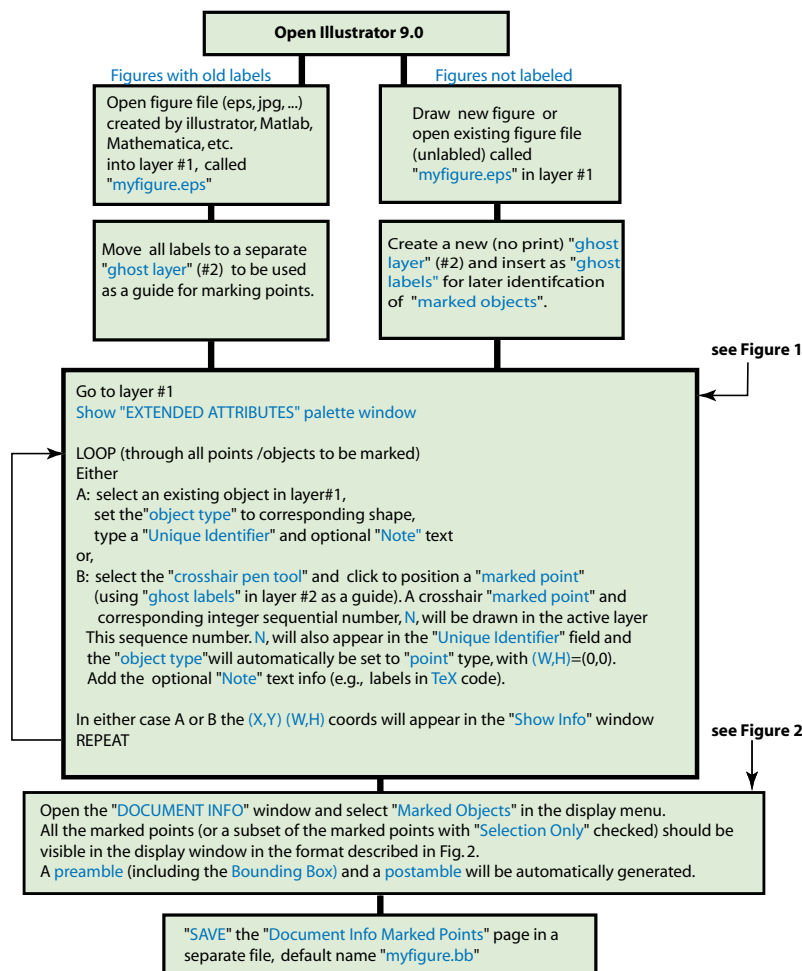 Open Illustrator 9.0
Figures with old labels
Figures not labeled
Open figure file (eps, jpg, ...)
created by illustrator, Matlab,
Mathematica, etc.
into layer #1, called
"myfigure.eps"
Draw new figure or
open existing figure file
(unlabled) called
"myfigure.eps" in layer #1
Move all labels to a separate
"ghost layer" (#2) to be used
as a guide for marking points.
Create a new (no print) "ghost
layer" (#2) and insert as "ghost
labels" for later identifcation
of "marked objects".
see Figure 1
Go to layer #1
Show "EXTENDED ATTRIBUTES" palette window
LOOP (through all points /objects to be marked)
Either
A: select an existing object in layer#1,
set the"object type" to corresponding shape,
type a "Unique Identifier" and optional "Note" text
or,
B: select the "crosshair pen tool" and click to position a "marked point"
(using "ghost labels" in layer #2 as a guide). A crosshair "marked point" and
corresponding integer sequential number, N, will be drawn in the active layer
This sequence number. N, will also appear in the "Unique Identifier" field and
the "object type"will automatically be set to "point" type, with (W,H)=(0,0).
Add the optional "Note" text info (e.g., labels in TeX code).
In either case A or B the (X,Y) (W,H) coords will appear in the "Show Info" window
REPEAT
see Figure 2
Open the "DOCUMENT INFO" window and select "Marked Objects" in the display menu.
All the marked points (or a subset of the marked points with "Selection Only" checked) should be
visible in the display window in the format described in Fig. 2.
A preamble (including the Bounding Box) and a postamble will be automatically generated.
"SAVE" the "Document Info Marked Points" page in a
separate file, default name "myfigure.bb"